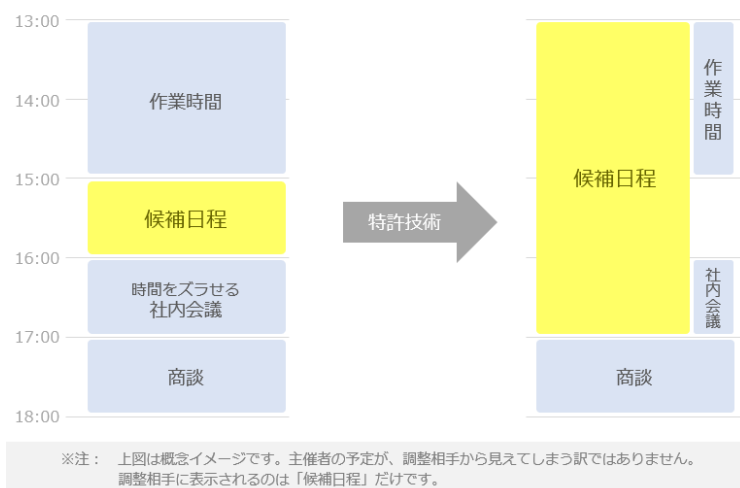 13:00
14:00
15:00
16:00
17:00
18:00
作業時間
候補日程
時間をズラせる
社内会議
商談
特許技術
候補日程
作業時間
社内会議
商談
※注： 上図は概念イメージです。主催者の予定が、調整相手から見えてしまう訳ではありません。
調整相手に表示されるのは「候補日程」だけです。